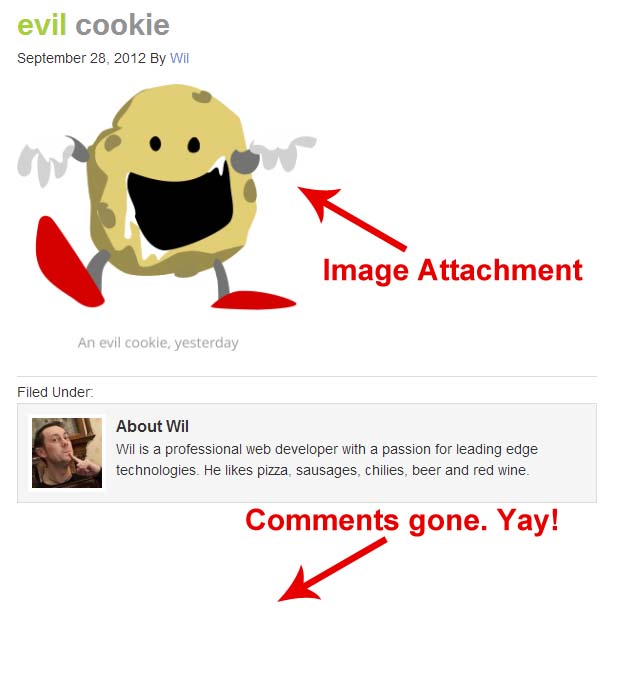 evil cookie
September 28, 2012 By Wil
Image Attachment
An evil cookie, yesterday
Filed Under:
About Wil
Wil is a professional web developer with a passion for leading edge
technologies. He likes pizza, sausages, chilies, beer and red wine.
Comments gone. Yay!